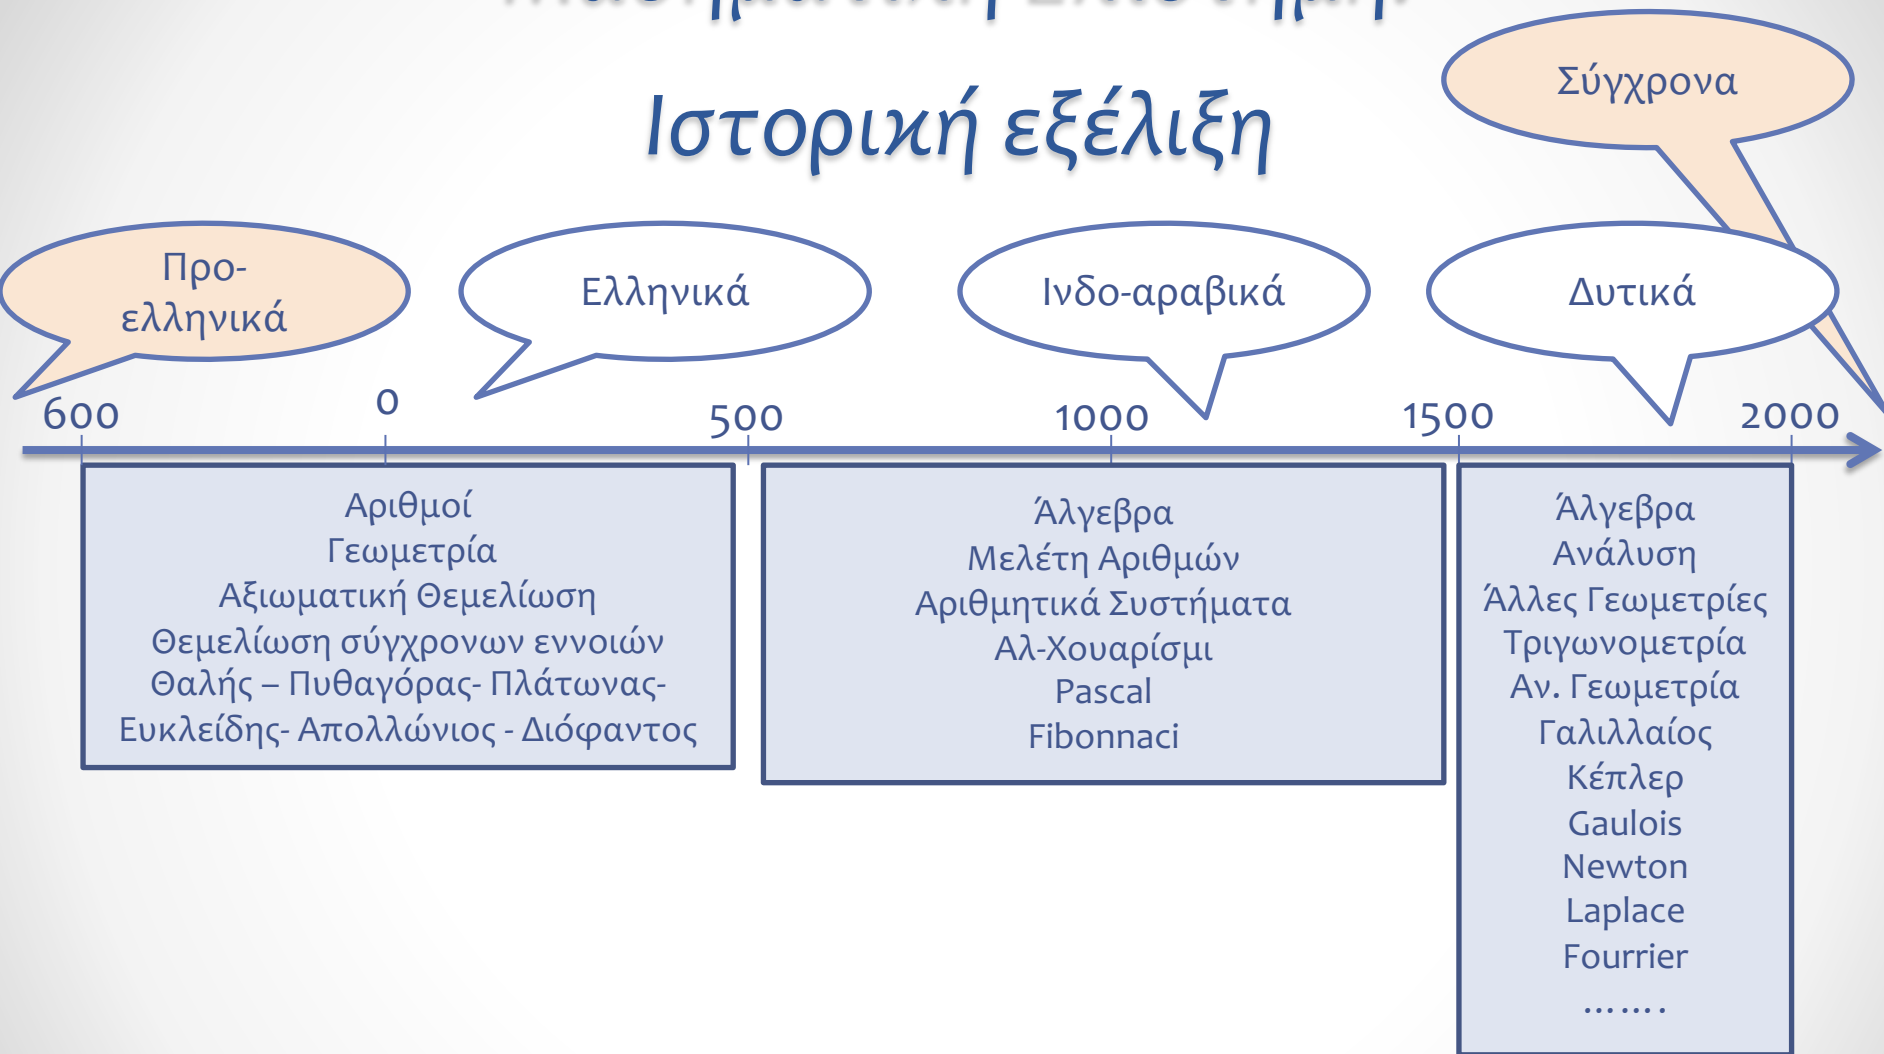 Ιστορική εξέλιξη
Σύγχρονα
Προ-
ελληνικά
Ελληνικά
Ινδο-αραβικά
Δυτικά
600
0
500
1000
1500
2000
Αριθμοί
Γεωμετρία
Αξιωματική Θεμελίωση
Θεμελίωση σύγχρονων εννοιών
Θαλής – Πυθαγόρας- Πλάτωνας-
Ευκλείδης- Απολλώνιος - Διόφαντος
Άλγεβρα
Μελέτη Αριθμών
Αριθμητικά Συστήματα
Αλ-Χουαρίσμι
Pascal
Fibonnaci
Άλγεβρα
Ανάλυση
Άλλες Γεωμετρίες
Τριγωνομετρία
Αν. Γεωμετρία
Γαλιλλαίος
Κέπλερ
Gaulois
Newton
Laplace
Fourrier
…….